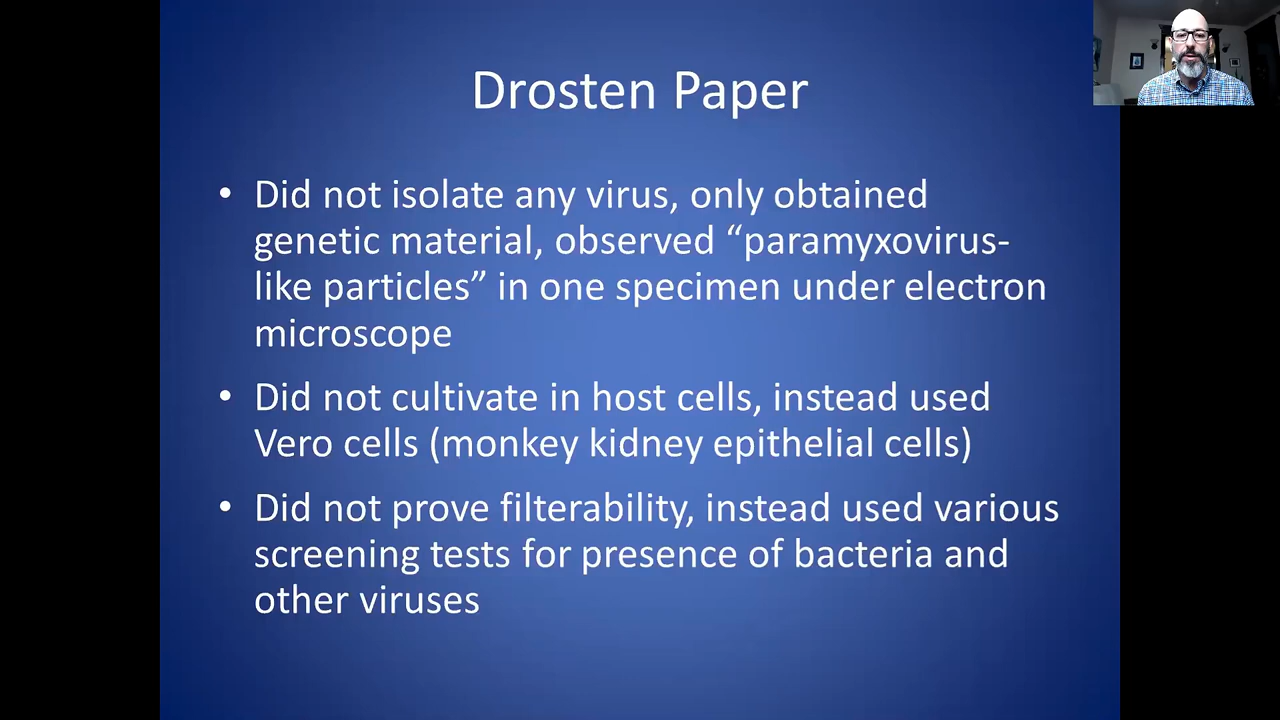 Drosten Paper
• Did not isolate any virus, only obtained
genetic material, observed “paramyxovirus-
like particles” in one specimen under electron
microscope
• Did not cultivate in host cells, instead used
Vero cells (monkey kidney epithelial cells)
• Did not prove filterability, instead used various
screening tests for presence of bacteria and
other viruses